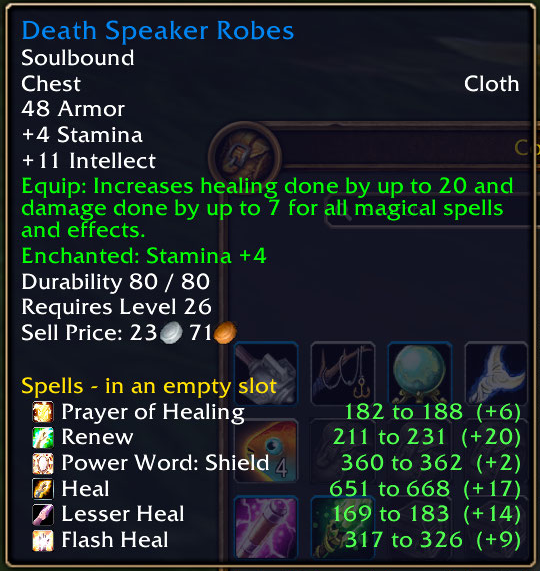 Death Speaker Robes
Soulbound
Chest Cloth
48 Armor
+4 Stamina
+11 Intellect
Equip: Increases healing done by up to 20 and
damage done by up to 7 for all magical spells
and effects.
Enchanted: Stamina +4
Durability 80 / 80
Requires Level 26
Sell Price: 23 71
Spells - in an empty slot
Prayer of Healing 182 to 188 (+6)
Renew 211 to 231 (+20)
Power Word: Shield 360 to 362 (+2)
Heal 651 to 668 (+17)
Lesser Heal 169 to 183 (+14)
Flash Heal 317 to 326 (+9)
Co
4